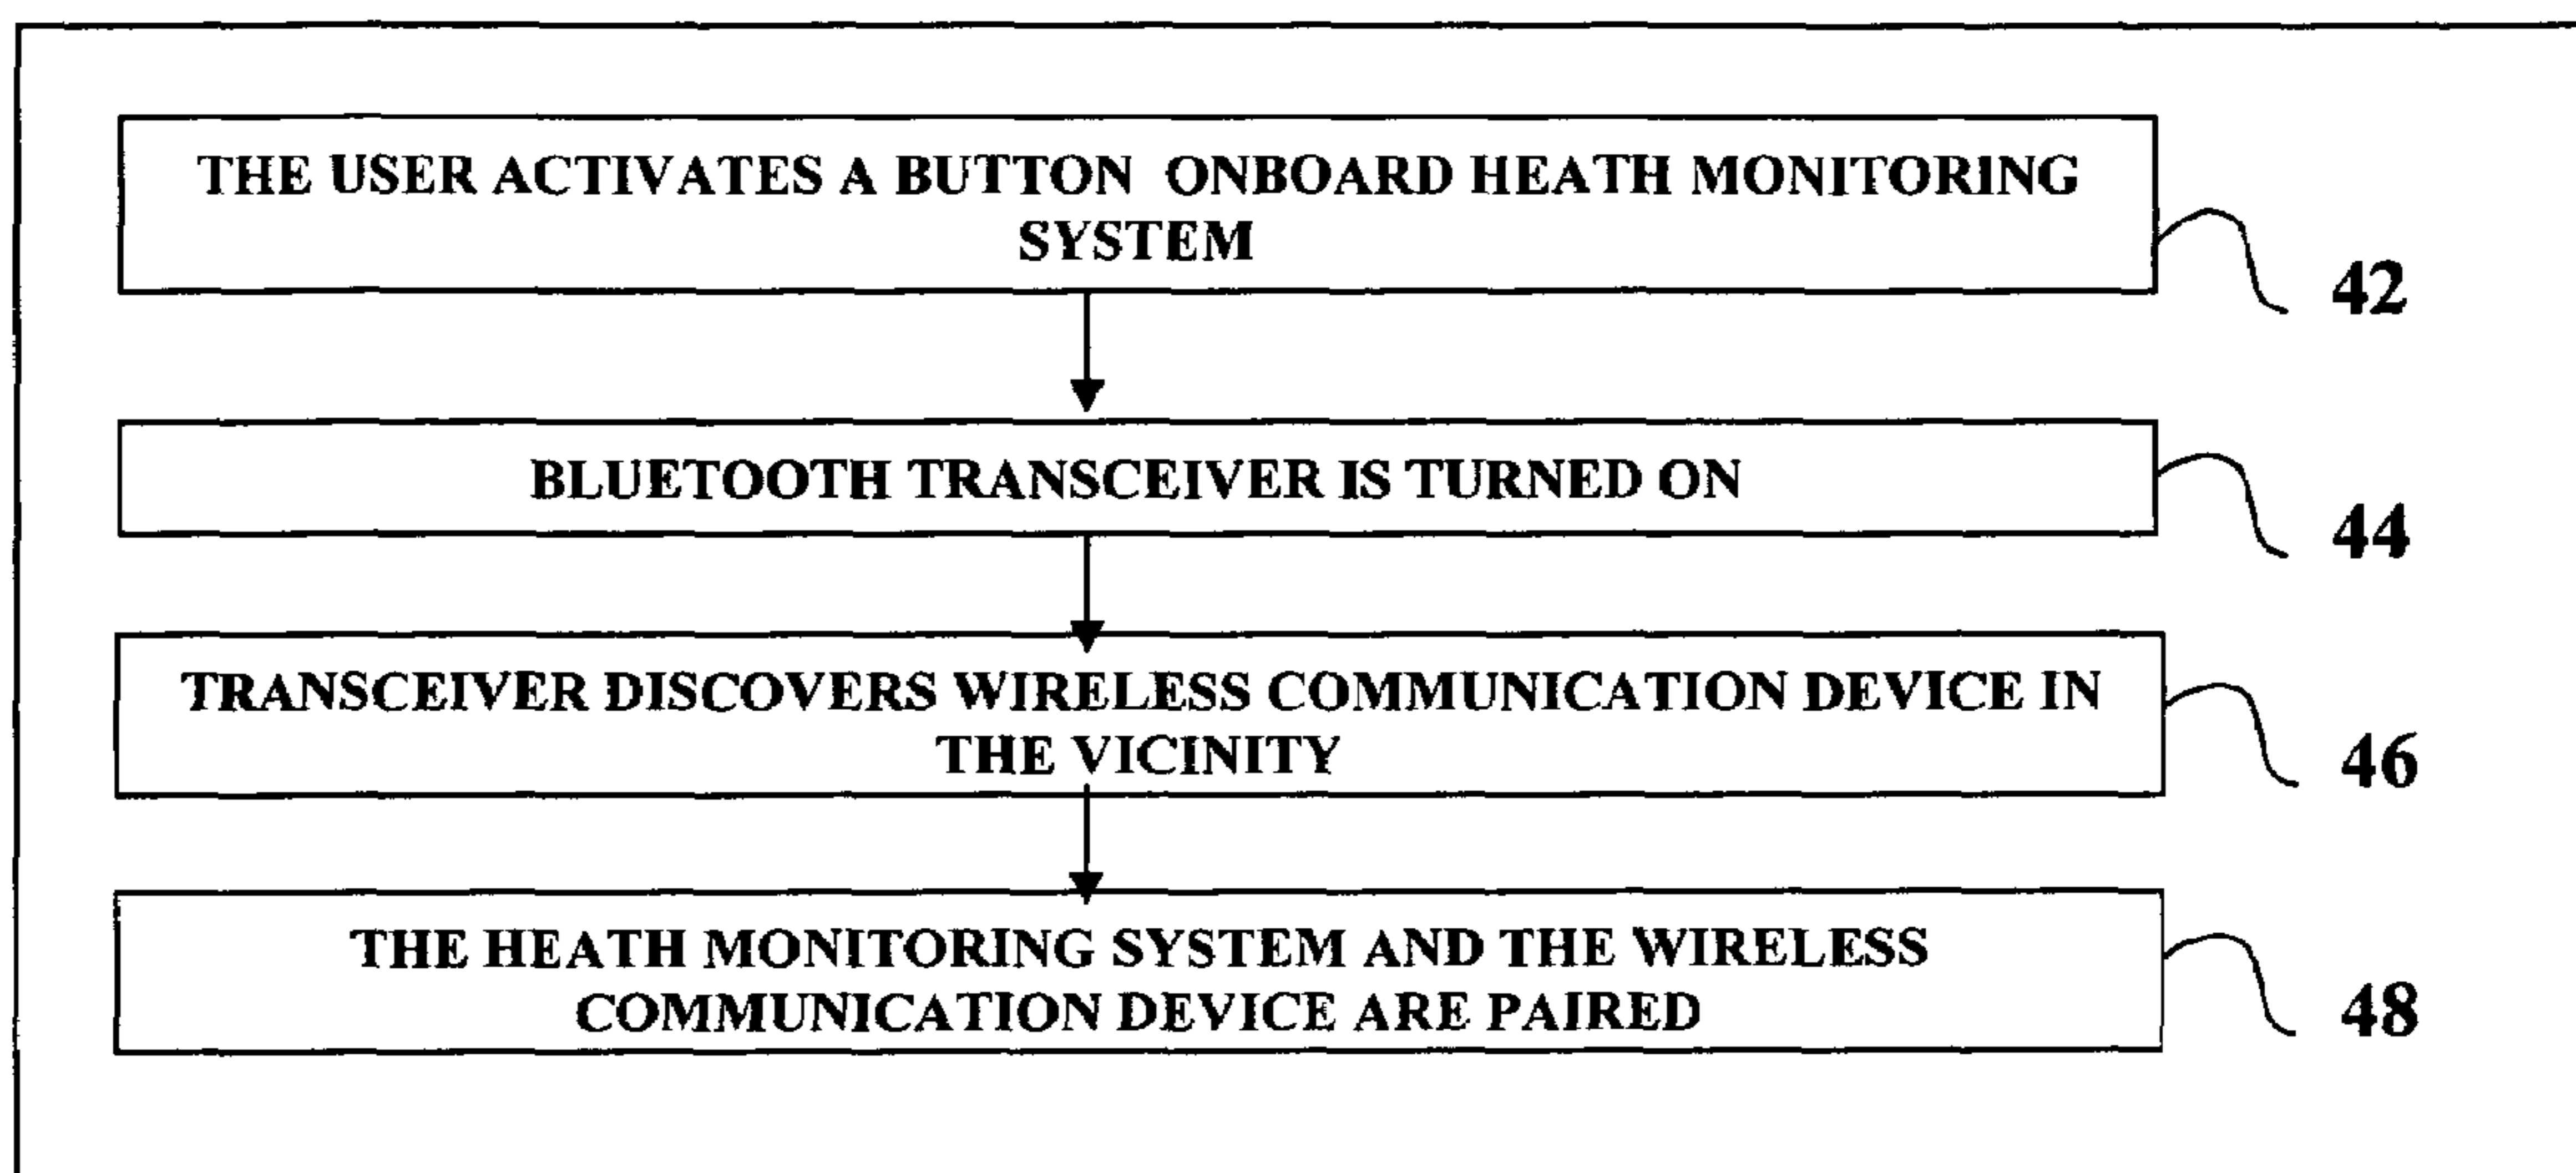 THE USER ACTIVATES A BUTTON ONBOARD HEATH MONITORING
SYSTEM
42
BLUETOOTH TRANSCEIVER IS TURNED ON
44
TRANSCEIVER DISCOVERS WIRELESS COMMUNICATION DEVICE IN
THE VICINITY
46
THE HEATH MONITORING SYSTEM AND THE WIRELESS
COMMUNICATION DEVICE ARE PAIRED
48